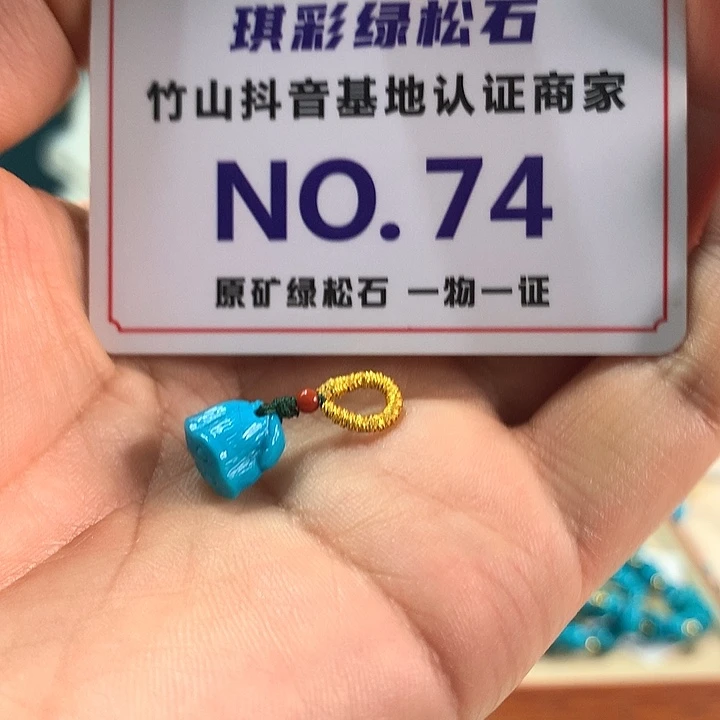 琪彩绿松石
竹山抖音基地认证商家
NO.74
原矿绿松石 一物一证